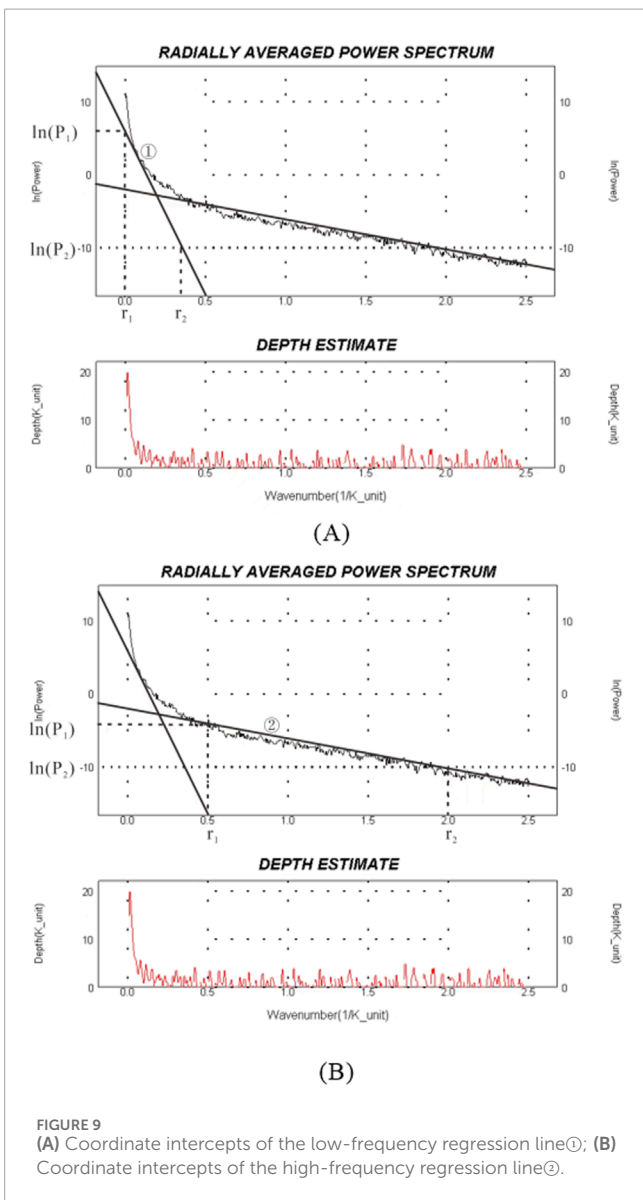 RADIALLY AVERAGED POWER SPECTRUM
10
10
ln(P₁)
①
ln(Power)
0
0
ln(Power)
ln(P₂)
-10
-10
0.0 0.5 1.0 1.5 2.0 2.5
r₁ r₂
DEPTH ESTIMATE
20
20
Depth(K_unit)
10
10
Depth(K_unit)
0
0
0.0 0.5 1.0 1.5 2.0 2.5
Wavenumber(1/K_unit)
(A)
RADIALLY AVERAGED POWER SPECTRUM
10
10
ln(Power)
0
0
ln(Power)
ln(P₁)
②
ln(P₂)
-10
-10
0.0 0.5 1.0 1.5 2.0 2.5
r₁ r₂
DEPTH ESTIMATE
20
20
Depth(K_unit)
10
10
Depth(K_unit)
0
0
0.0 0.5 1.0 1.5 2.0 2.5
Wavenumber(1/K_unit)
(B)
FIGURE 9
(A) Coordinate intercepts of the low-frequency regression line①; (B)
Coordinate intercepts of the high-frequency regression line②.